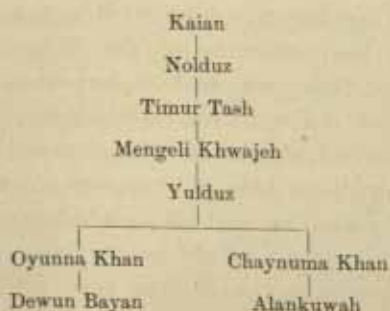 Kaian
Nolduz
Timur Tash
Mengeli Khwajeh
Yulduz
Oyunna Khan Chaynuma Khan
Dewun Bayan Alankuwah